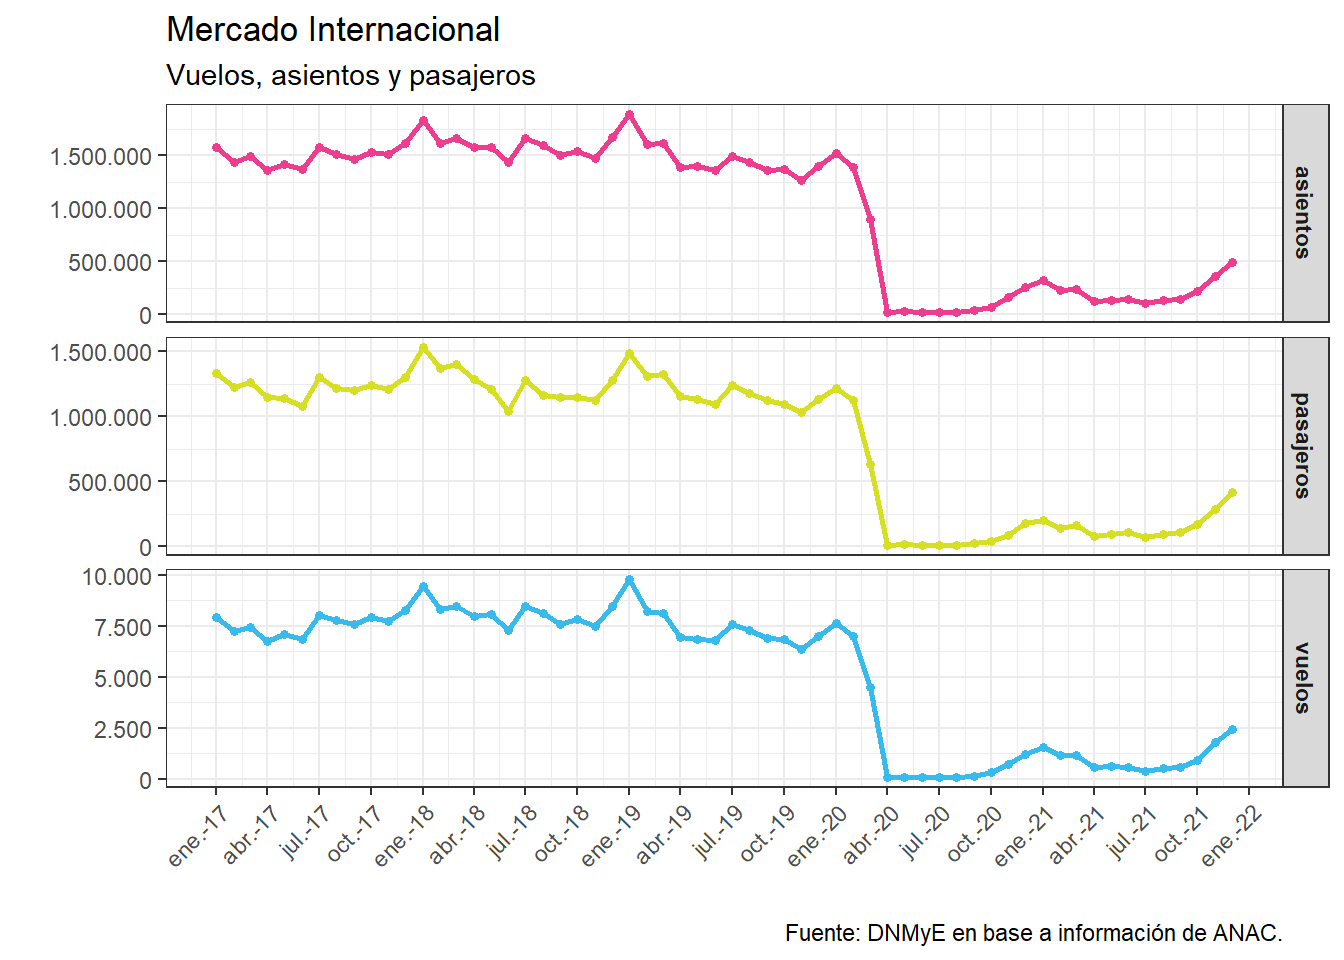 Mercado Internacional
Vuelos, asientos y pasajeros
1.500.000
1.000.000
500.000
0
asientos
1.500.000
1.000.000
500.000
0
pasajeros
10.000
7.500
5.000
2.500
0
vuelos
ene.-17
abr.-17
jul.-17
oct.-17
ene.-18
abr.-18
jul.-18
oct.-18
ene.-19
abr.-19
jul.-19
oct.-19
ene.-20
abr.-20
jul.-20
oct.-20
ene.-21
abr.-21
jul.-21
oct.-21
ene.-22
Fuente: DNMyE en base a información de ANAC.